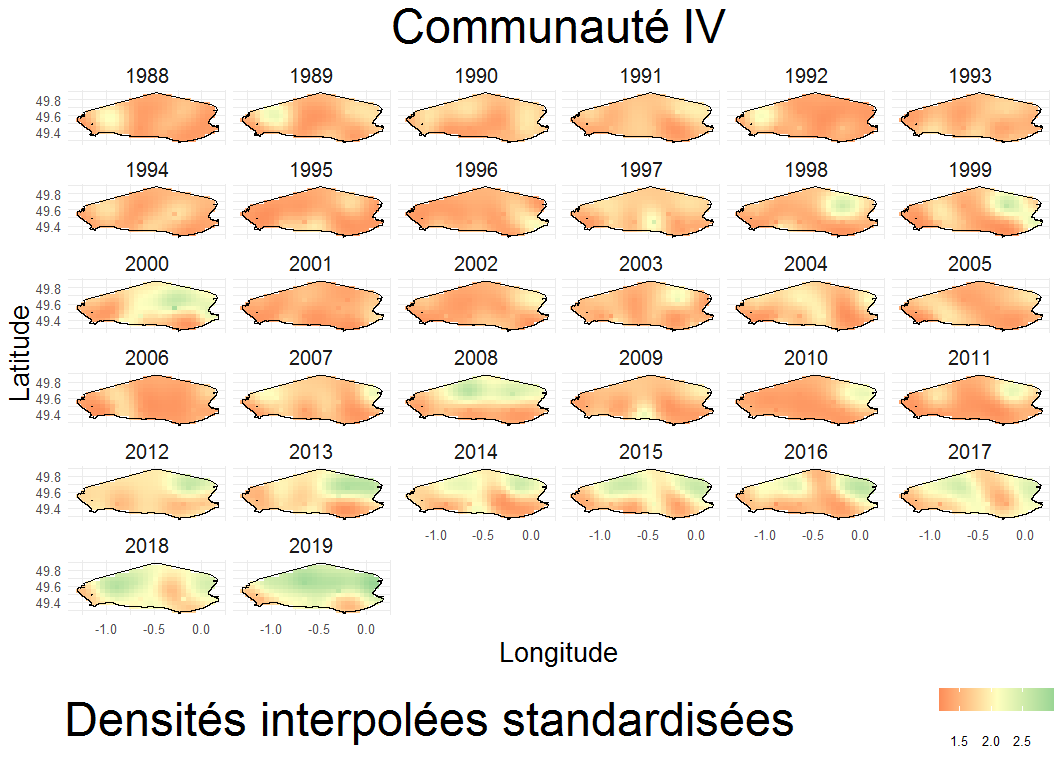 Communauté IV
1988 1989 1990 1991 1992 1993
49.8
49.6
49.4
1994 1995 1996 1997 1998 1999
49.8
49.6
49.4
2000 2001 2002 2003 2004 2005
49.8
49.6
49.4
Latitude
2006 2007 2008 2009 2010 2011
49.8
49.6
49.4
2012 2013 2014 2015 2016 2017
49.8
49.6
49.4
-1.0 -0.5 0.0 -1.0 -0.5 0.0 -1.0 -0.5 0.0 -1.0 -0.5 0.0
2018 2019
49.8
49.6
49.4
-1.0 -0.5 0.0 -1.0 -0.5 0.0
Longitude
Densités interpolées standardisées
1.5 2.0 2.5